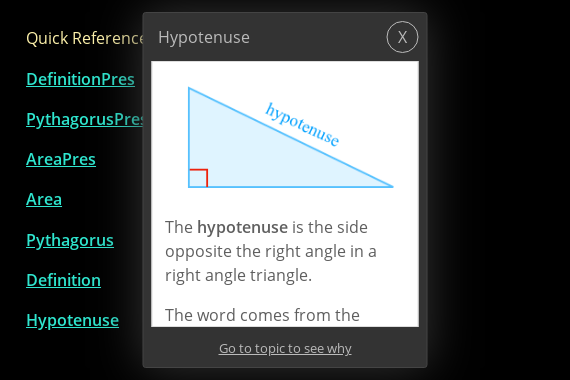 Quick Reference
DefinitionPres
PythagorusPres
AreaPres
Area
Pythagorus
Definition
Hypotenuse
Hypotenuse
X
hypotenuse
The hypotenuse is the side
opposite the right angle in a
right angle triangle.
The word comes from the
Go to topic to see why